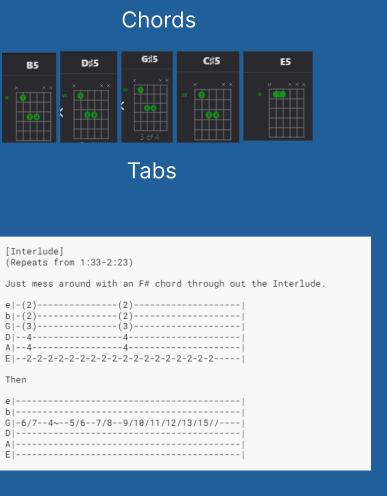 Chords
B5 D♯5 G♯5 C♯5 E5
3 of 4
Tabs
[Interlude]
(Repeats from 1:33-2:23)
Just mess around with an F# chord through out the Interlude.
e|-(2)---------------(2)--------------------|
b|-(2)---------------(2)--------------------|
G|-(3)---------------(3)--------------------|
D|--4-----------------4---------------------|
A|--4-----------------4---------------------|
E|--2-2-2-2-2-2-2-2-2-2-2-2-2-2-2-2-2-2-----|
Then
e|------------------------------------------|
b|------------------------------------------|
G|-6/7--4~--5/6--7/8--9/10/11/12/13/15//----|
D|------------------------------------------|
A|------------------------------------------|
E|------------------------------------------|